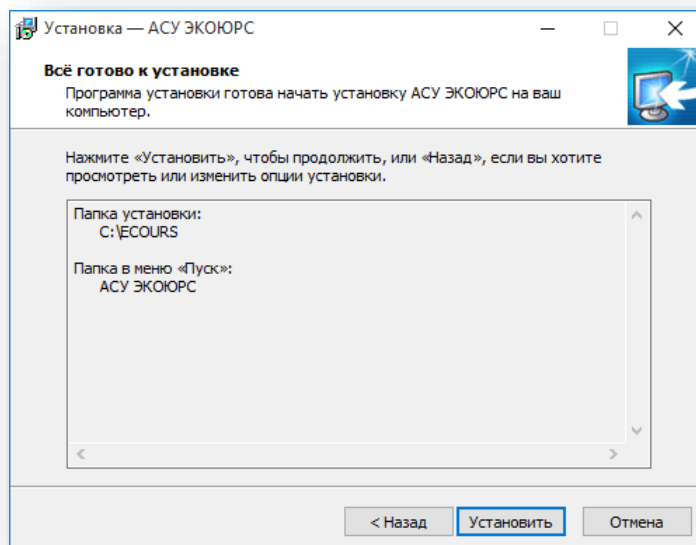 Установка — АСУ ЭКОЮРС
Всё готово к установке
Программа установки готова начать установку АСУ ЭКОЮРС на ваш
компьютер.
Нажмите «Установить», чтобы продолжить, или «Назад», если вы хотите
просмотреть или изменить опции установки.
Папка установки:
C:\ECOURS
Папка в меню «Пуск»:
АСУ ЭКОЮРС
< Назад
Установить
Отмена